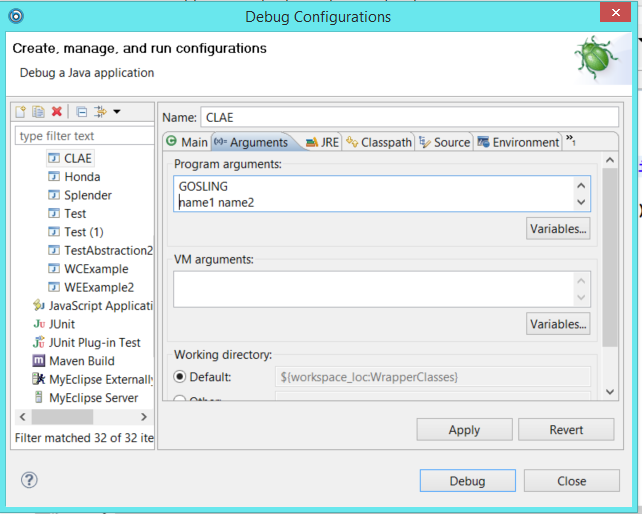 Debug Configurations
Create, manage, and run configurations
Debug a Java application
type filter text
CLAE
Honda
Splender
Test
Test (1)
TestAbstraction2
WCExample
WEExample2
JavaScript Applicati
Ju JUnit
JUnit Plug-in Test
Maven Build
MyEclipse Externally
MyEclipse Server
Filter matched 32 of 32 ite
Name: CLAE
Main Arguments JRE Classpath Source Environment »1
Program arguments:
GOSLING
name1 name2
Variables...
VM arguments:
Variables...
Working directory:
Default: ${workspace_loc:WrapperClasses}
Other:
Apply Revert
Debug Close